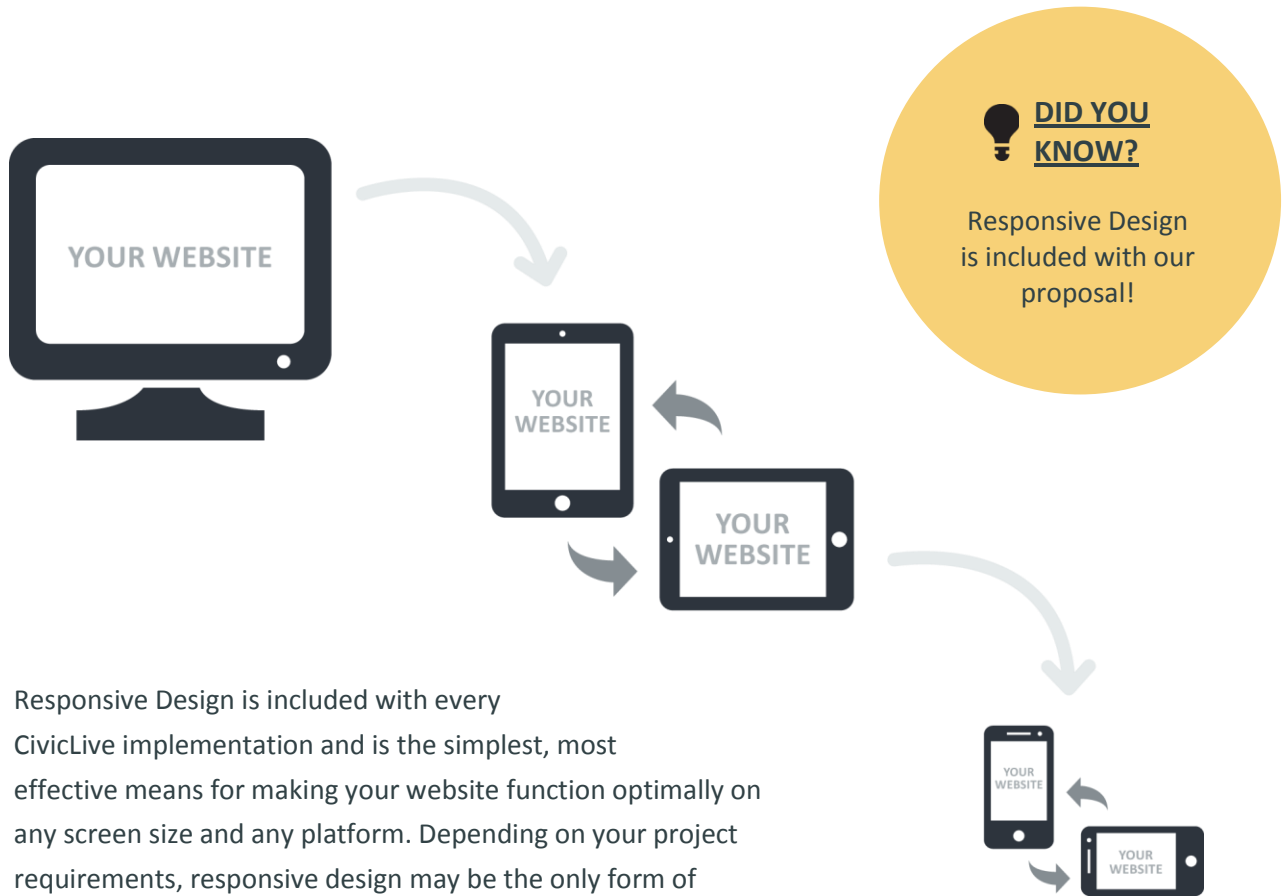 DID YOU
KNOW?
Responsive Design
is included with our
proposal!
YOUR WEBSITE
YOUR
WEBSITE
YOUR
WEBSITE
Responsive Design is included with every
CivicLive implementation and is the simplest, most
effective means for making your website function optimally on
any screen size and any platform. Depending on your project
requirements, responsive design may be the only form of
YOUR
WEBSITE
YOUR
WEBSITE